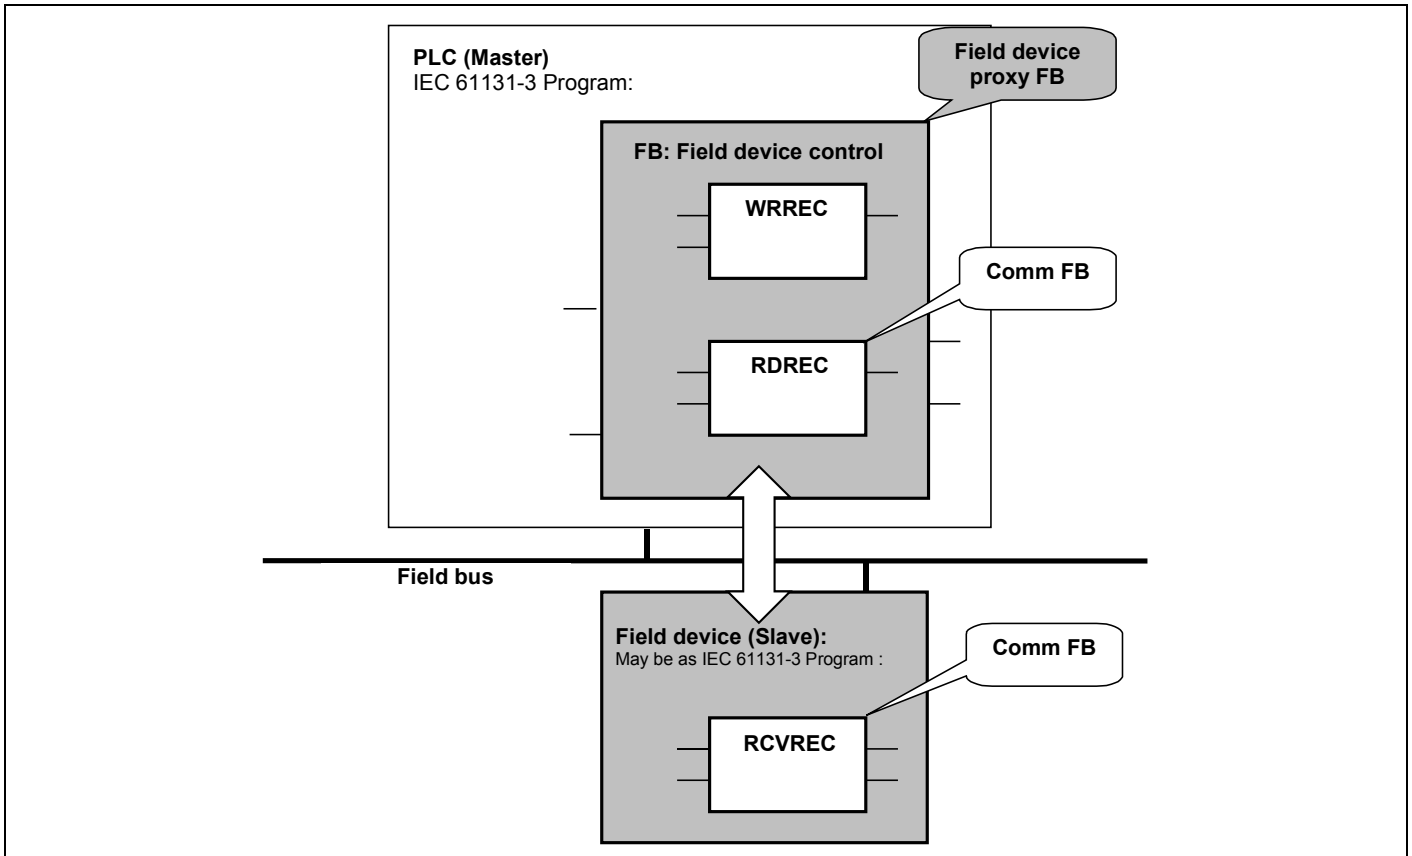 PLC (Master)
IEC 61131-3 Program:
Field device
proxy FB
FB: Field device control
WRREC
Comm FB
RDREC
Field bus
Field device (Slave):
May be as IEC 61131-3 Program :
Comm FB
RCVREC